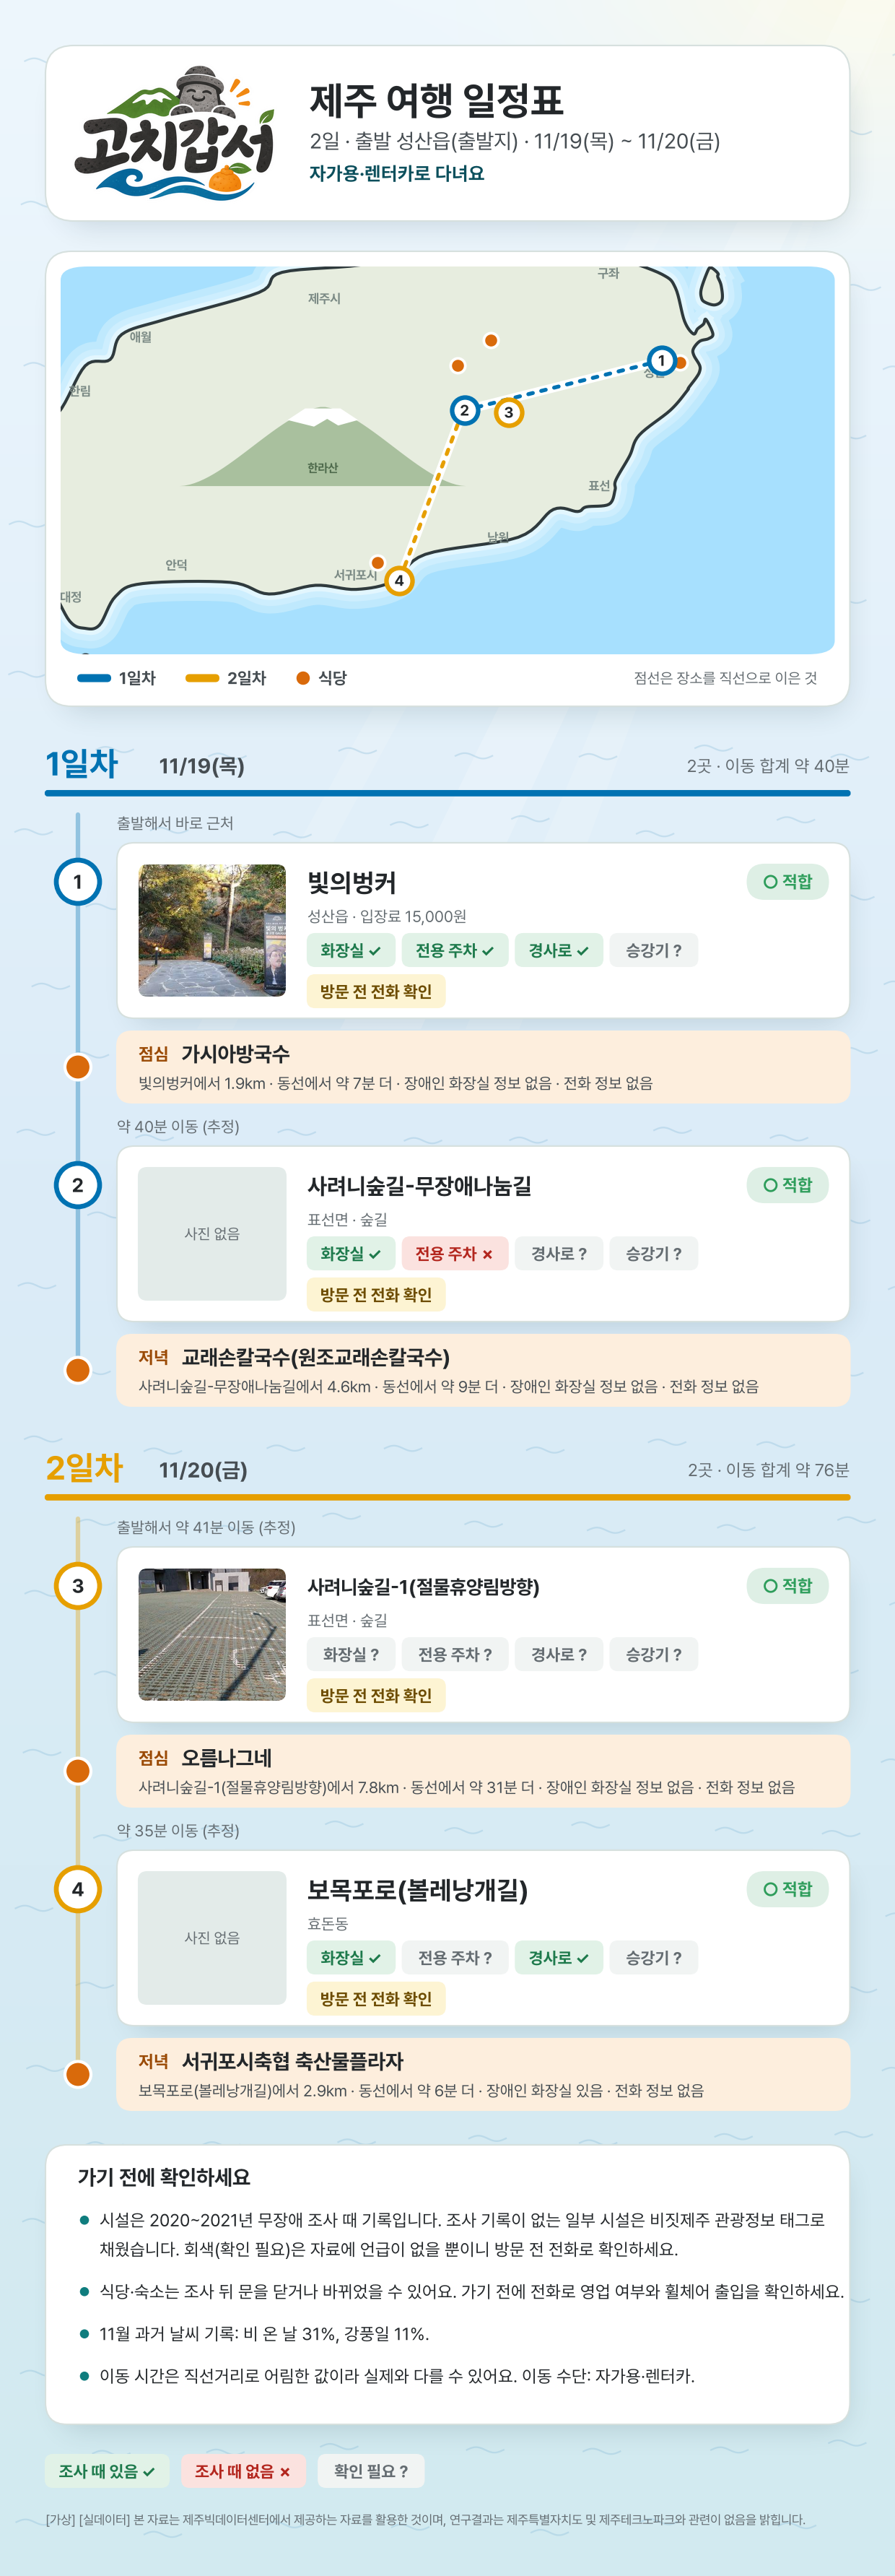 고치갑서
제주 여행 일정표
2일 · 출발 성산읍(출발지) · 11/19(목) ~ 11/20(금)
자가용·렌터카로 다녀요
구좌
제주시
애월
한림
1
2
3
한라산
표선
남원
안덕
서귀포시
4
대정
1일차
2일차
식당
점선은 장소를 직선으로 이은 것
1일차 11/19(목) 2곳 · 이동 합계 약 40분
출발해서 바로 근처
1
빛의벙커
적합
성산읍 · 입장료 15,000원
화장실 ✓ 전용 주차 ✓ 경사로 ✓ 승강기 ?
방문 전 전화 확인
점심 가시아방국수
빛의벙커에서 1.9km · 동선에서 약 7분 더 · 장애인 화장실 정보 없음 · 전화 정보 없음
약 40분 이동 (추정)
2
사려니숲길-무장애나눔길
적합
표선면 · 숲길
사진 없음
화장실 ✓ 전용 주차 × 경사로 ? 승강기 ?
방문 전 전화 확인
저녁 교래손칼국수(원조교래손칼국수)
사려니숲길-무장애나눔길에서 4.6km · 동선에서 약 9분 더 · 장애인 화장실 정보 없음 · 전화 정보 없음
2일차 11/20(금) 2곳 · 이동 합계 약 76분
출발해서 약 41분 이동 (추정)
3
사려니숲길-1(절물휴양림방향)
적합
표선면 · 숲길
화장실 ? 전용 주차 ? 경사로 ? 승강기 ?
방문 전 전화 확인
점심 오름나그네
사려니숲길-1(절물휴양림방향)에서 7.8km · 동선에서 약 31분 더 · 장애인 화장실 정보 없음 · 전화 정보 없음
약 35분 이동 (추정)
4
보목포로(볼레낭개길)
적합
효돈동
사진 없음
화장실 ✓ 전용 주차 ? 경사로 ✓ 승강기 ?
방문 전 전화 확인
저녁 서귀포시축협 축산물플라자
보목포로(볼레낭개길)에서 2.9km · 동선에서 약 6분 더 · 장애인 화장실 있음 · 전화 정보 없음
가기 전에 확인하세요
시설은 2020~2021년 무장애 조사 때 기록입니다. 조사 기록이 없는 일부 시설은 비짓제주 관광정보 태그로
채웠습니다. 회색(확인 필요)은 자료에 언급이 없을 뿐이니 방문 전 전화로 확인하세요.
식당·숙소는 조사 뒤 문을 닫거나 바뀌었을 수 있어요. 가기 전에 전화로 영업 여부와 휠체어 출입을 확인하세요.
11월 과거 날씨 기록: 비 온 날 31%, 강풍일 11%.
이동 시간은 직선거리로 어림한 값이라 실제와 다를 수 있어요. 이동 수단: 자가용·렌터카.
조사 때 있음 ✓ 조사 때 없음 × 확인 필요 ?
[가상] [실데이터] 본 자료는 제주빅데이터센터에서 제공하는 자료를 활용한 것이며, 연구결과는 제주특별자치도 및 제주테크노파크와 관련이 없음을 밝힙니다.